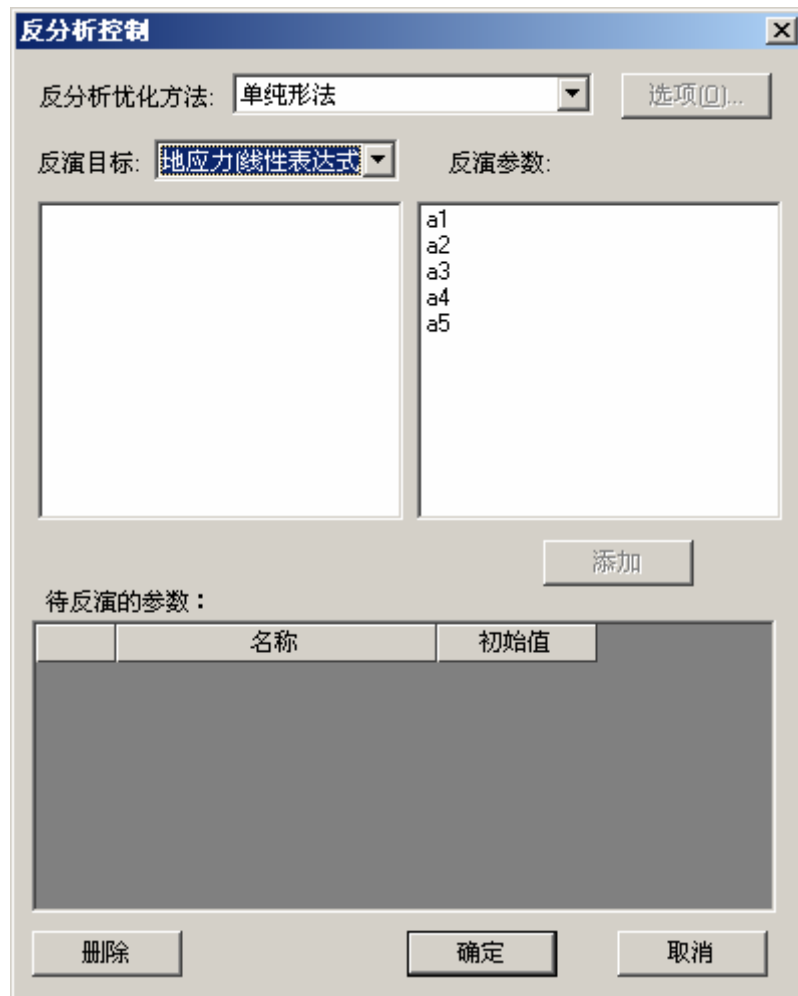 反分析控制
反分析优化方法: 单纯形法 选项(O)...
反演目标: 地应力(线性表达式 反演参数:
a1
a2
a3
a4
a5
添加
待反演的参数：
名称 初始值
删除 确定 取消